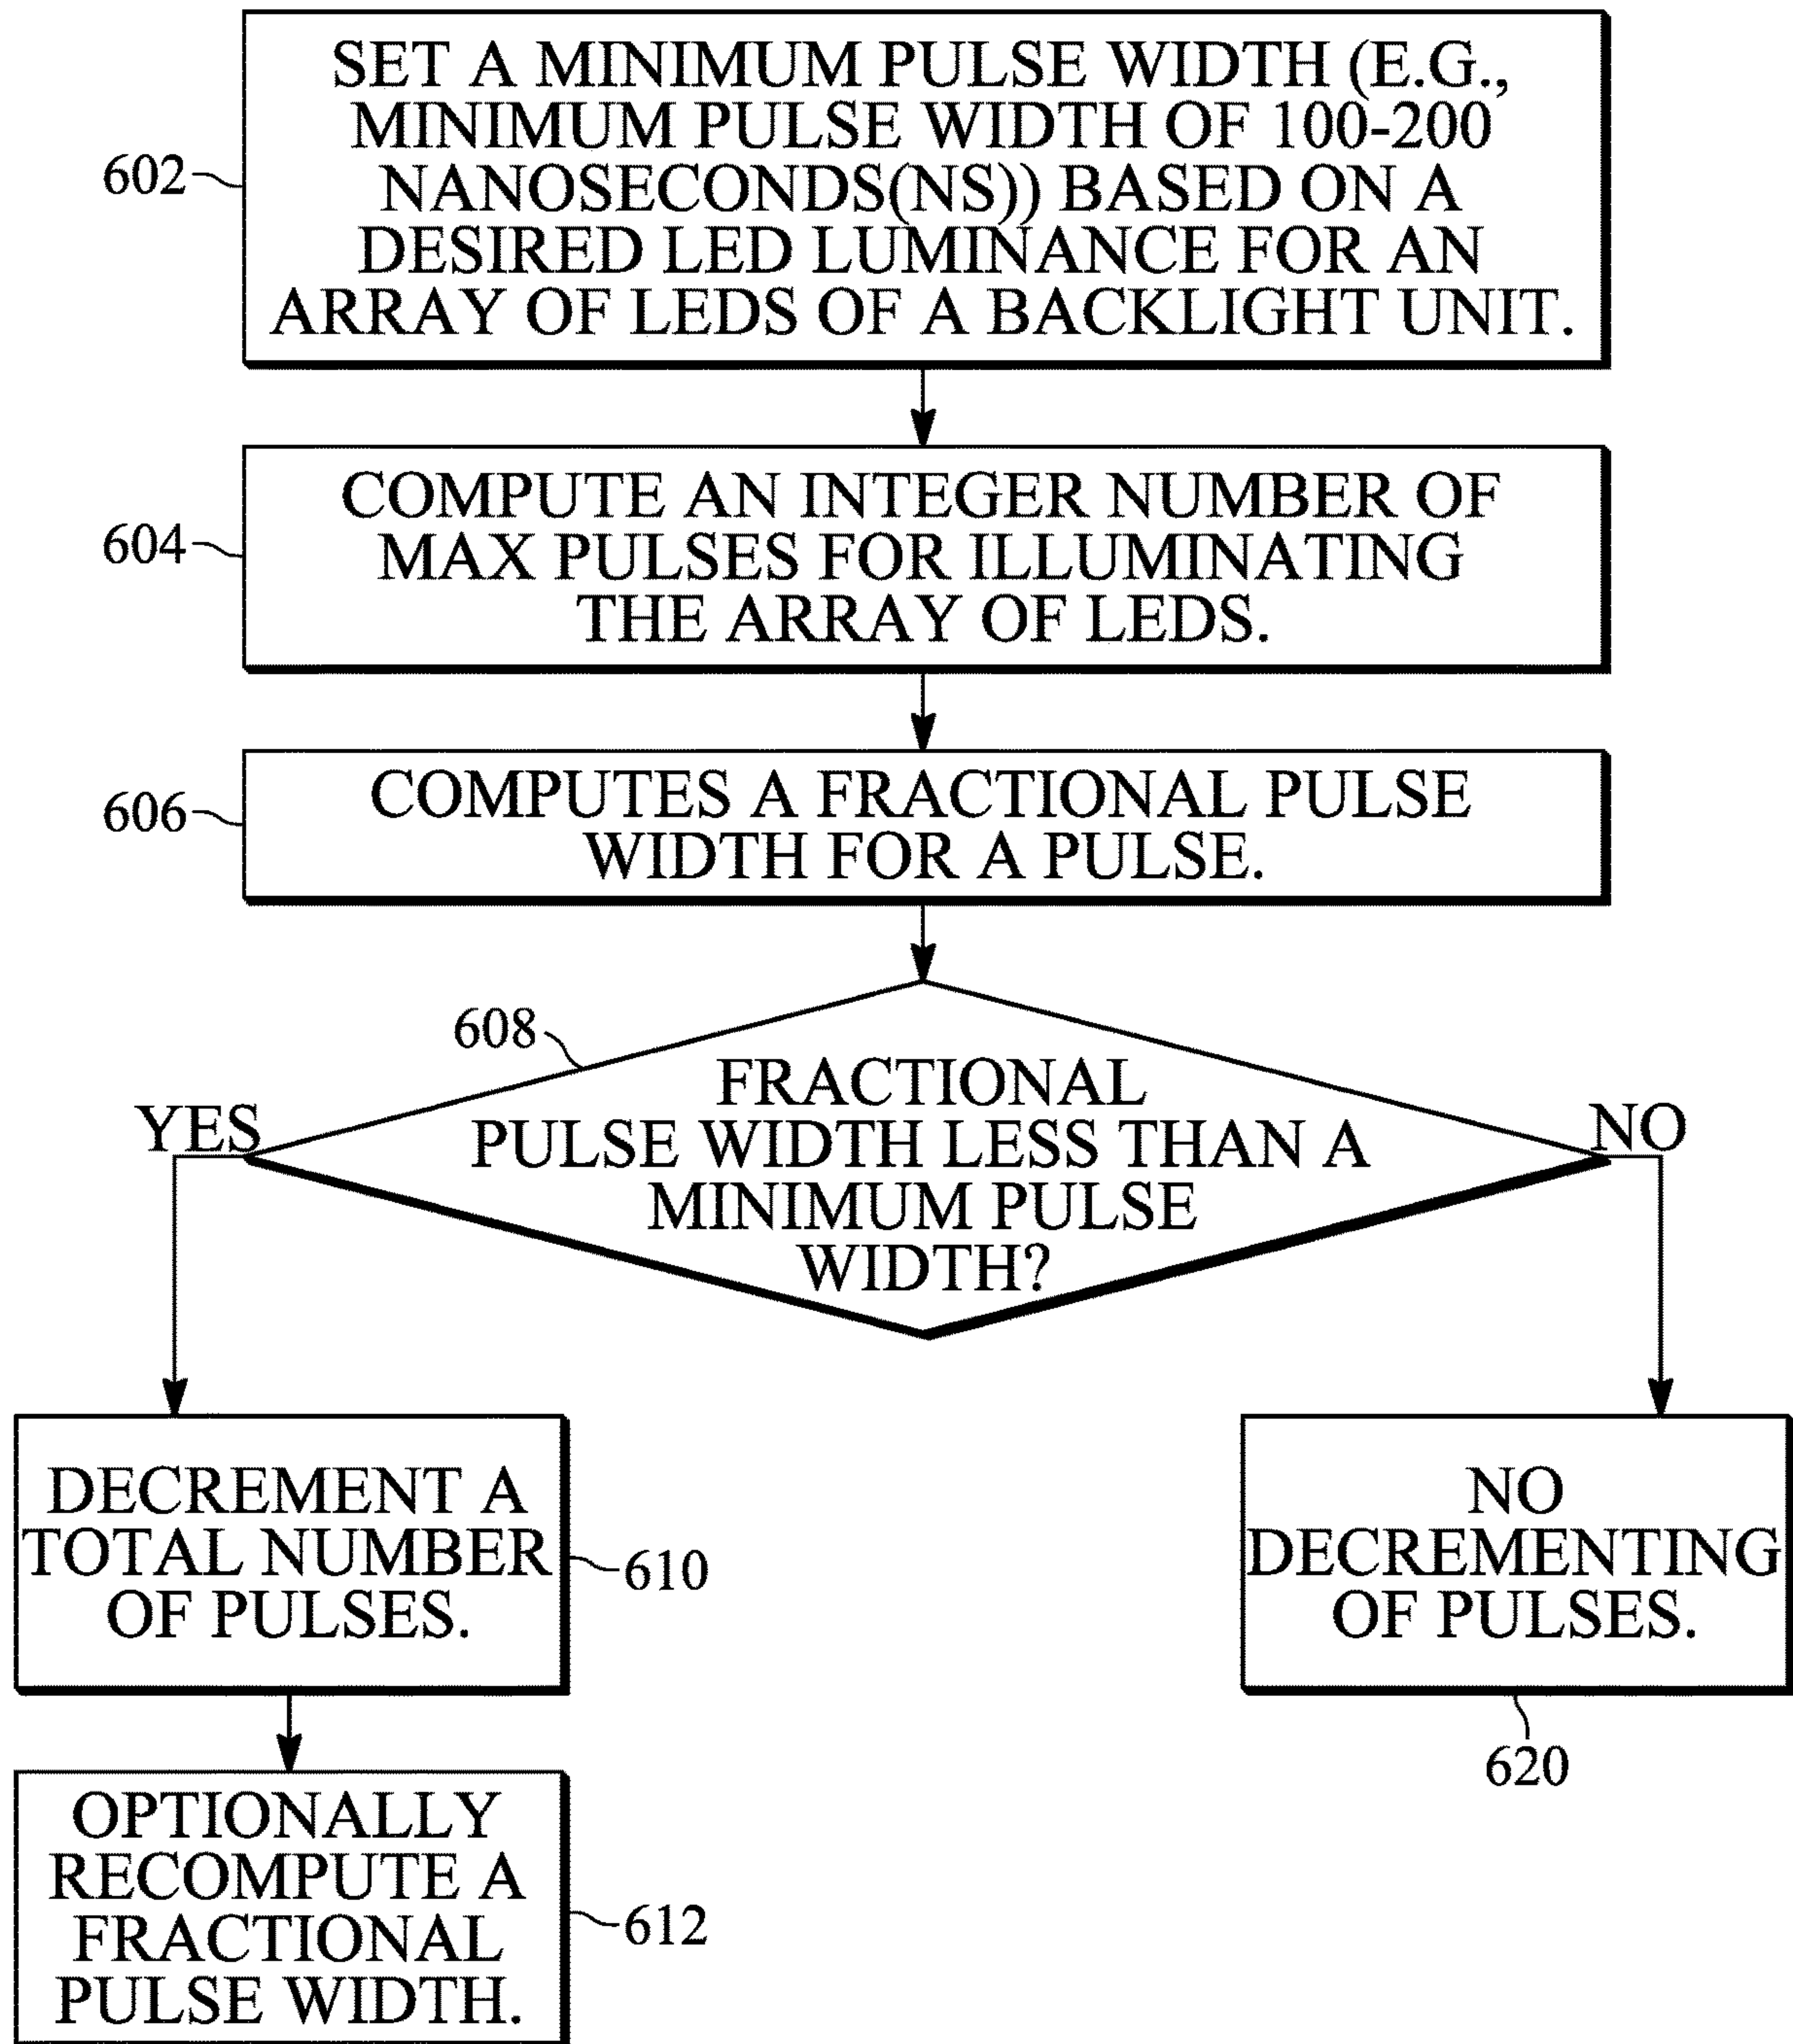 SET A MINIMUM PULSE WIDTH (E.G.,
MINIMUM PULSE WIDTH OF 100-200
NANOSECONDS(NS)) BASED ON A
DESIRED LED LUMINANCE FOR AN
ARRAY OF LEDS OF A BACKLIGHT UNIT.
602
COMPUTE AN INTEGER NUMBER OF
MAX PULSES FOR ILLUMINATING
THE ARRAY OF LEDS.
604
COMPUTES A FRACTIONAL PULSE
WIDTH FOR A PULSE.
606
608
FRACTIONAL
PULSE WIDTH LESS THAN A
MINIMUM PULSE
WIDTH?
YES
NO
DECREMENT A
TOTAL NUMBER
OF PULSES.
610
NO
DECREMENTING
OF PULSES.
620
OPTIONALLY
RECOMPUTE A
FRACTIONAL
PULSE WIDTH.
612